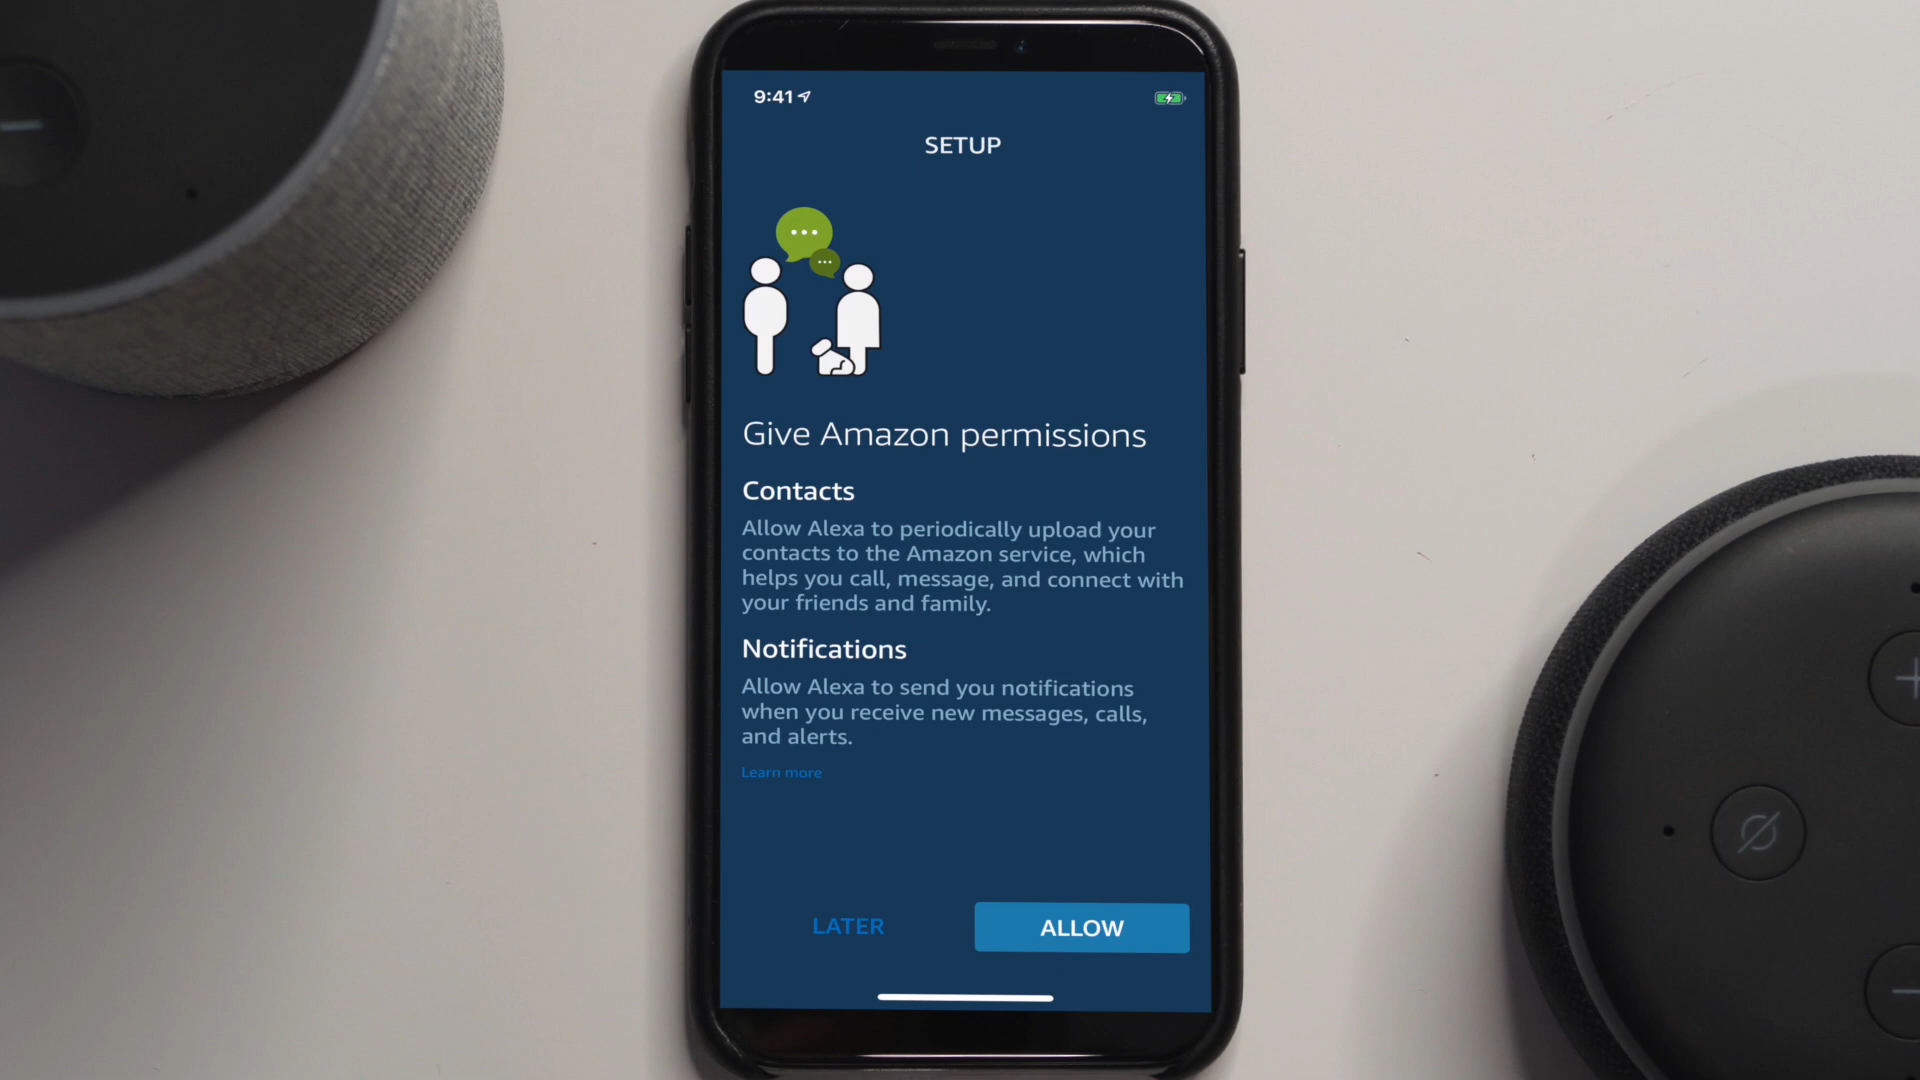 9:41
SETUP
Give Amazon permissions
Contacts
Allow Alexa to periodically upload your
contacts to the Amazon service, which
helps you call, message, and connect with
your friends and family.
Notifications
Allow Alexa to send you notifications
when you receive new messages, calls,
and alerts.
Learn more
LATER
ALLOW